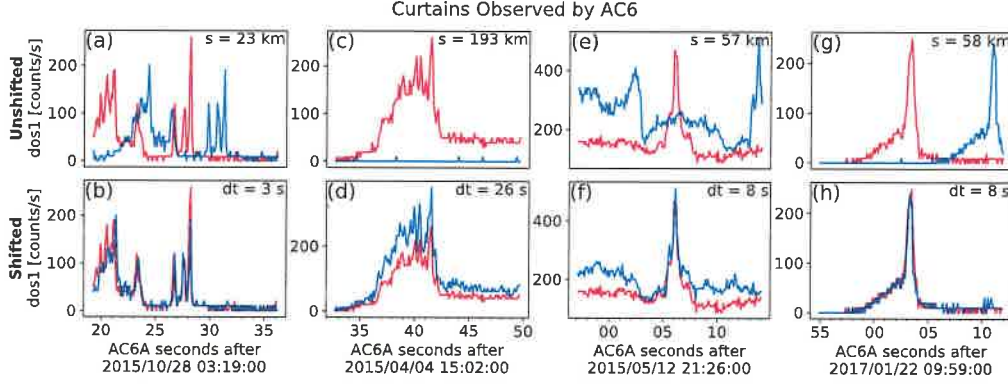 Curtains Observed by AC6
Unshifted
dos1 [counts/s]
(a)
s = 23 km
200
100
0
(c)
s = 193 km
200
100
0
(e)
s = 57 km
400
200
(g)
s = 58 km
200
100
0
Shifted
dos1 [counts/s]
(b)
dt = 3 s
200
100
0
20 25 30 35
(d)
dt = 26 s
200
0
35 40 45 50
(f)
dt = 8 s
400
200
00 05 10
(h)
dt = 8 s
200
100
0
55 00 05 10
AC6A seconds after
2015/10/28 03:19:00
AC6A seconds after
2015/04/04 15:02:00
AC6A seconds after
2015/05/12 21:26:00
AC6A seconds after
2017/01/22 09:59:00